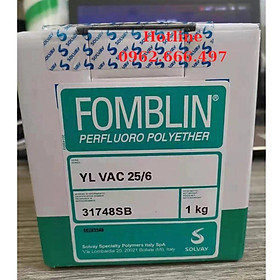 Hotline
0962.666.497
FOMBLIN®
PERFLUORO POLYETHER
YL VAC 25/6
31748SB
1 kg
Solvay Specialty Polymers Italy SpA
SOLVAY